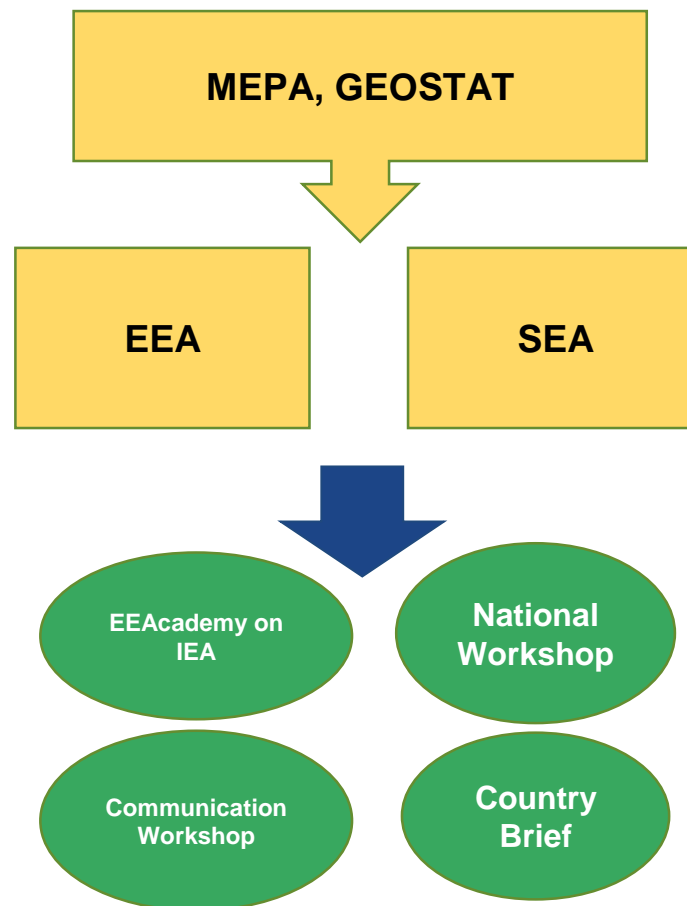 MEPA, GEOSTAT
EEA
SEA
EEAcademy on
IEA
National
Workshop
Communication
Workshop
Country
Brief